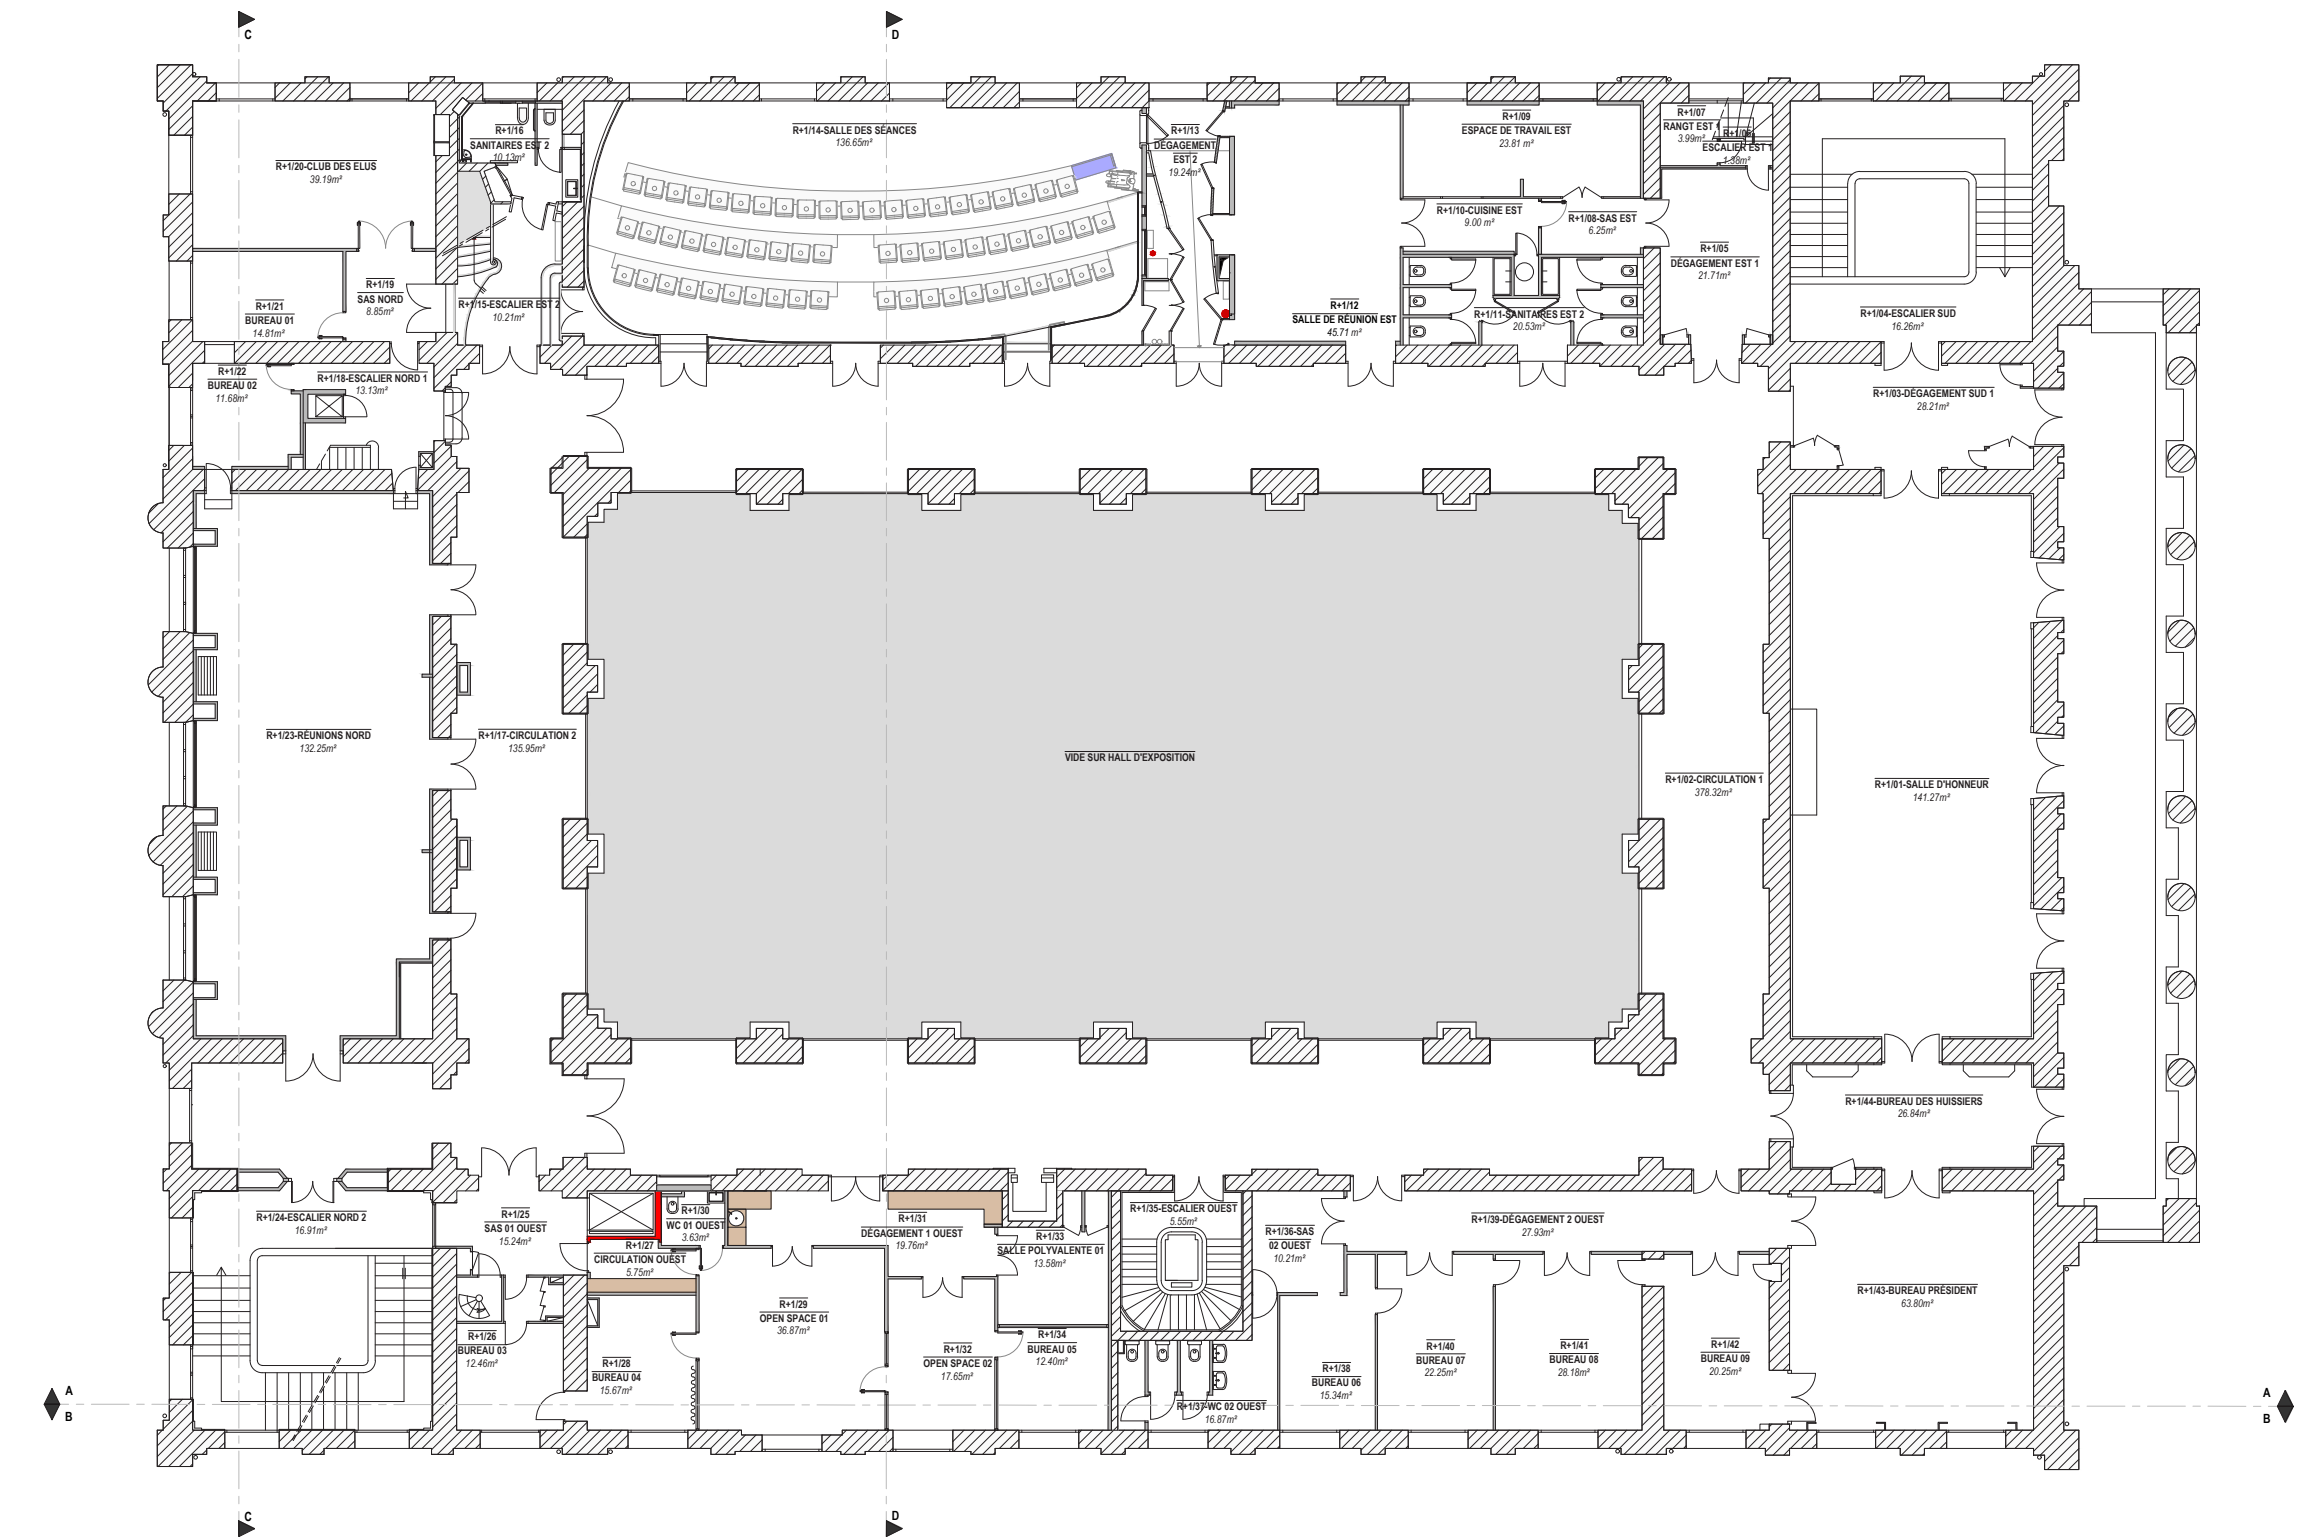 C
D
R+1/20-CLUB DES ELUS
39.19m²
R+1/16
SANITAIRES EST 2
10.13m²
R+1/14-SALLE DES SÉANCES
136.65m²
R+1/13
DÉGAGEMENT
EST 2
19.24m²
R+1/09
ESPACE DE TRAVAIL EST
23.81 m²
R+1/07
RANGT EST 1
3.99m²
R+1/06
ESCALIER EST 1
1.38m²
R+1/10-CUISINE EST
9.00 m²
R+1/08-SAS EST
6.25m²
R+1/05
DÉGAGEMENT EST 1
21.71m²
R+1/21
BUREAU 01
14.81m²
R+1/19
SAS NORD
8.85m²
R+1/15-ESCALIER EST 2
10.21m²
R+1/12
SALLE DE RÉUNION EST
45.71 m²
R+1/11-SANITAIRES EST 2
20.53m²
R+1/04-ESCALIER SUD
16.26m²
R+1/22
BUREAU 02
11.68m²
R+1/18-ESCALIER NORD 1
13.13m²
R+1/03-DÉGAGEMENT SUD 1
28.21m²
R+1/23-RÉUNIONS NORD
132.25m²
R+1/17-CIRCULATION 2
135.95m²
VIDE SUR HALL D'EXPOSITION
R+1/02-CIRCULATION 1
378.32m²
R+1/01-SALLE D'HONNEUR
141.27m²
R+1/44-BUREAU DES HUISSIERS
26.84m²
R+1/24-ESCALIER NORD 2
16.91m²
R+1/25
SAS 01 OUEST
15.24m²
R+1/27
CIRCULATION OUEST
5.75m²
R+1/30
WC 01 OUEST
3.63m²
R+1/31
DÉGAGEMENT 1 OUEST
19.76m²
R+1/33
SALLE POLYVALENTE 01
13.58m²
R+1/35-ESCALIER OUEST
5.55m²
R+1/36-SAS
02 OUEST
10.21m²
R+1/39-DÉGAGEMENT 2 OUEST
27.93m²
R+1/43-BUREAU PRÉSIDENT
63.80m²
R+1/26
BUREAU 03
12.46m²
R+1/28
BUREAU 04
15.67m²
R+1/29
OPEN SPACE 01
36.87m²
R+1/32
OPEN SPACE 02
17.65m²
R+1/34
BUREAU 05
12.40m²
R+1/37-WC 02 OUEST
16.87m²
R+1/38
BUREAU 06
15.34m²
R+1/40
BUREAU 07
22.25m²
R+1/41
BUREAU 08
28.18m²
R+1/42
BUREAU 09
20.25m²
A
B
A
B
C
D